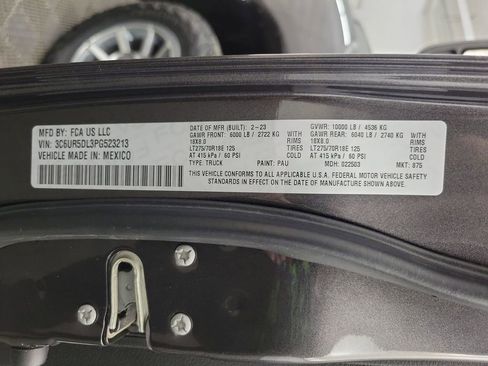 MFD BY: FCA US LLC
VIN: 3C6UR5DL3PG523213
VEHICLE MADE IN: MEXICO
DATE OF MFR (BUILT): 2-23 GVWR: 10000 LB / 4536 KG
GAWR FRONT: 6000 LB / 2722 KG GAWR REAR: 6040 LB / 2740 KG
18X8.0 RIMS 18X8.0 RIMS
LT275/70R18E 125 TIRES LT275/70R18E 125 TIRES
AT 415 kPa / 60 PSI AT 415 kPa / 60 PSI
TYPE: TRUCK PAINT: PAU MDH: 022503 MKT: 875
THIS VEHICLE CONFORMS TO ALL APPLICABLE U.S.A. FEDERAL MOTOR VEHICLE SAFETY
STANDARDS IN EFFECT ON THE DATE OF MANUFACTURE SHOWN ABOVE